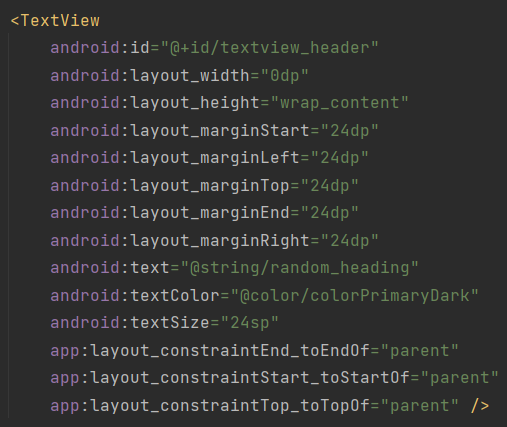 <TextView
android:id="@+id/textview_header"
android:layout_width="0dp"
android:layout_height="wrap_content"
android:layout_marginStart="24dp"
android:layout_marginLeft="24dp"
android:layout_marginTop="24dp"
android:layout_marginEnd="24dp"
android:layout_marginRight="24dp"
android:text="@string/random_heading"
android:textColor="@color/colorPrimaryDark"
android:textSize="24sp"
app:layout_constraintEnd_toEndOf="parent"
app:layout_constraintStart_toStartOf="parent"
app:layout_constraintTop_toTopOf="parent" />